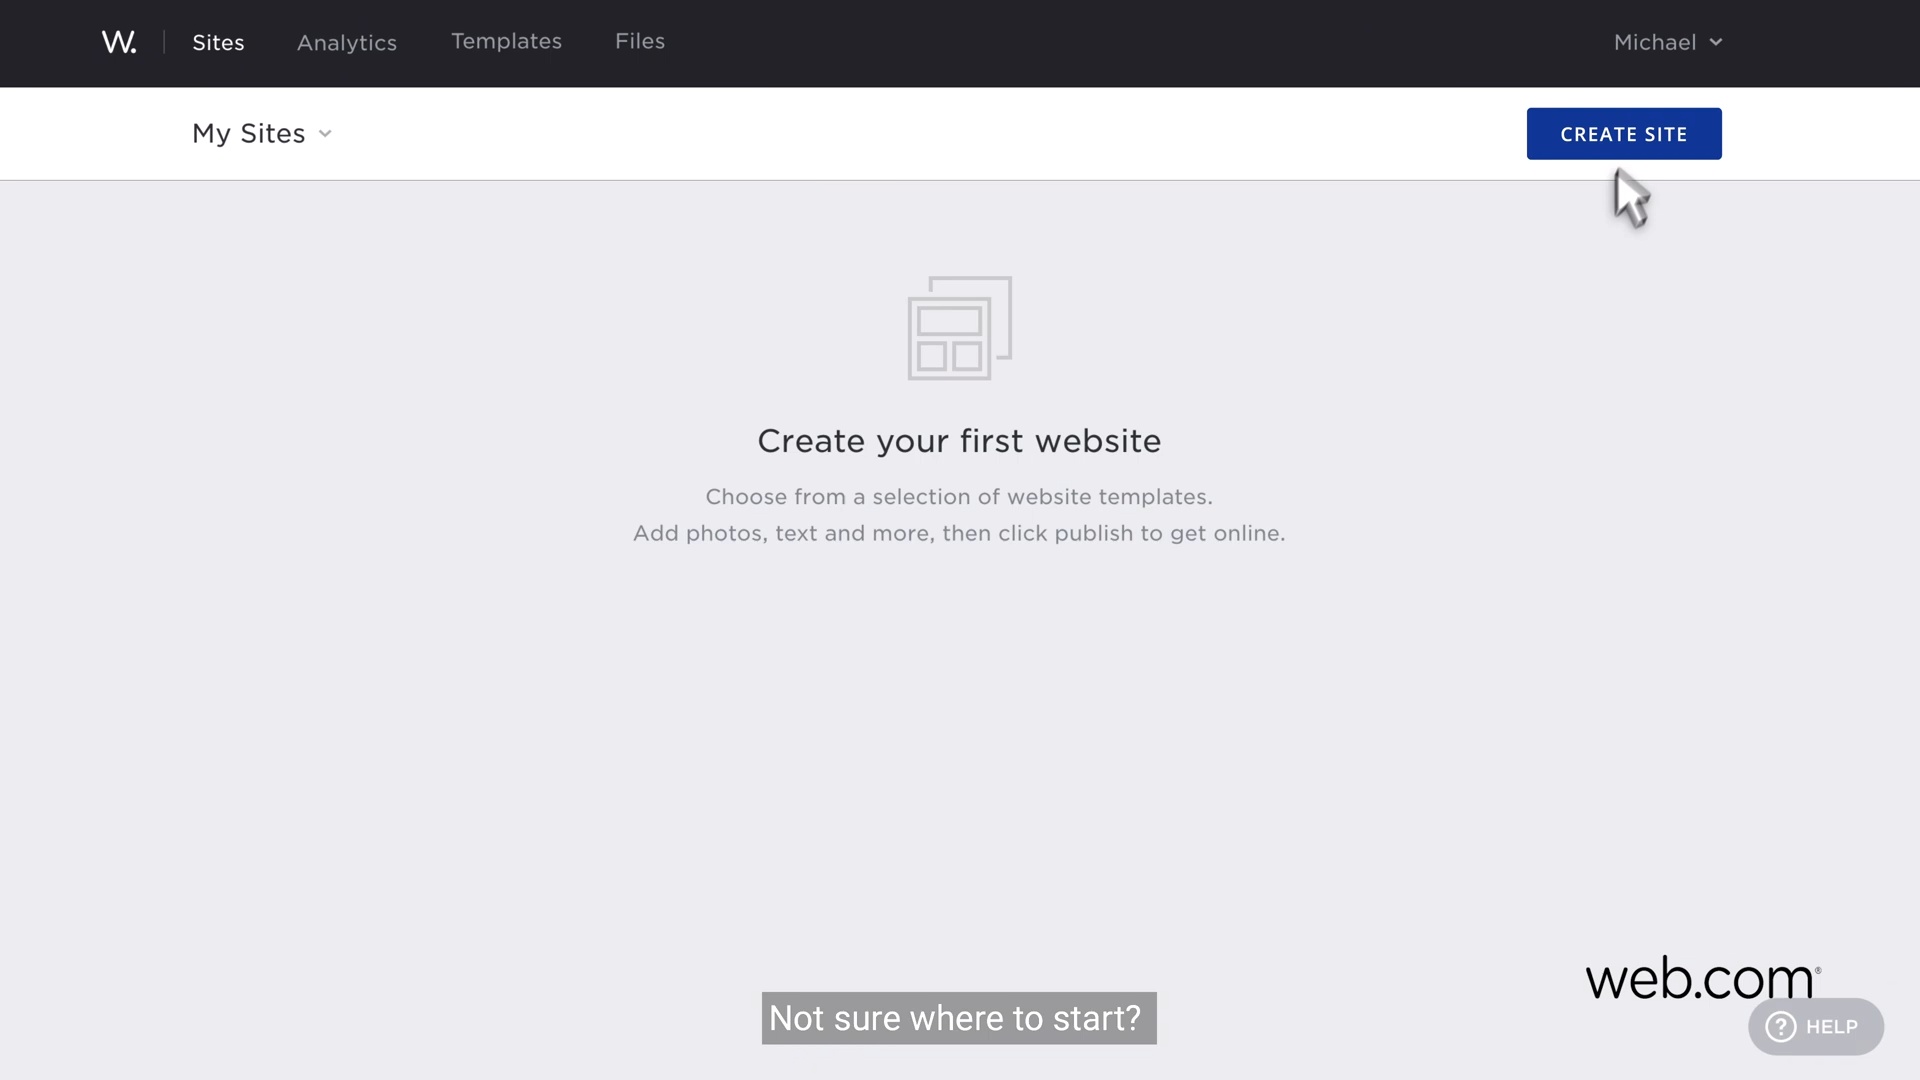 W.
Sites
Analytics
Templates
Files
Michael
My Sites
CREATE SITE
Create your first website
Choose from a selection of website templates.
Add photos, text and more, then click publish to get online.
web.com®
Not sure where to start?
? HELP